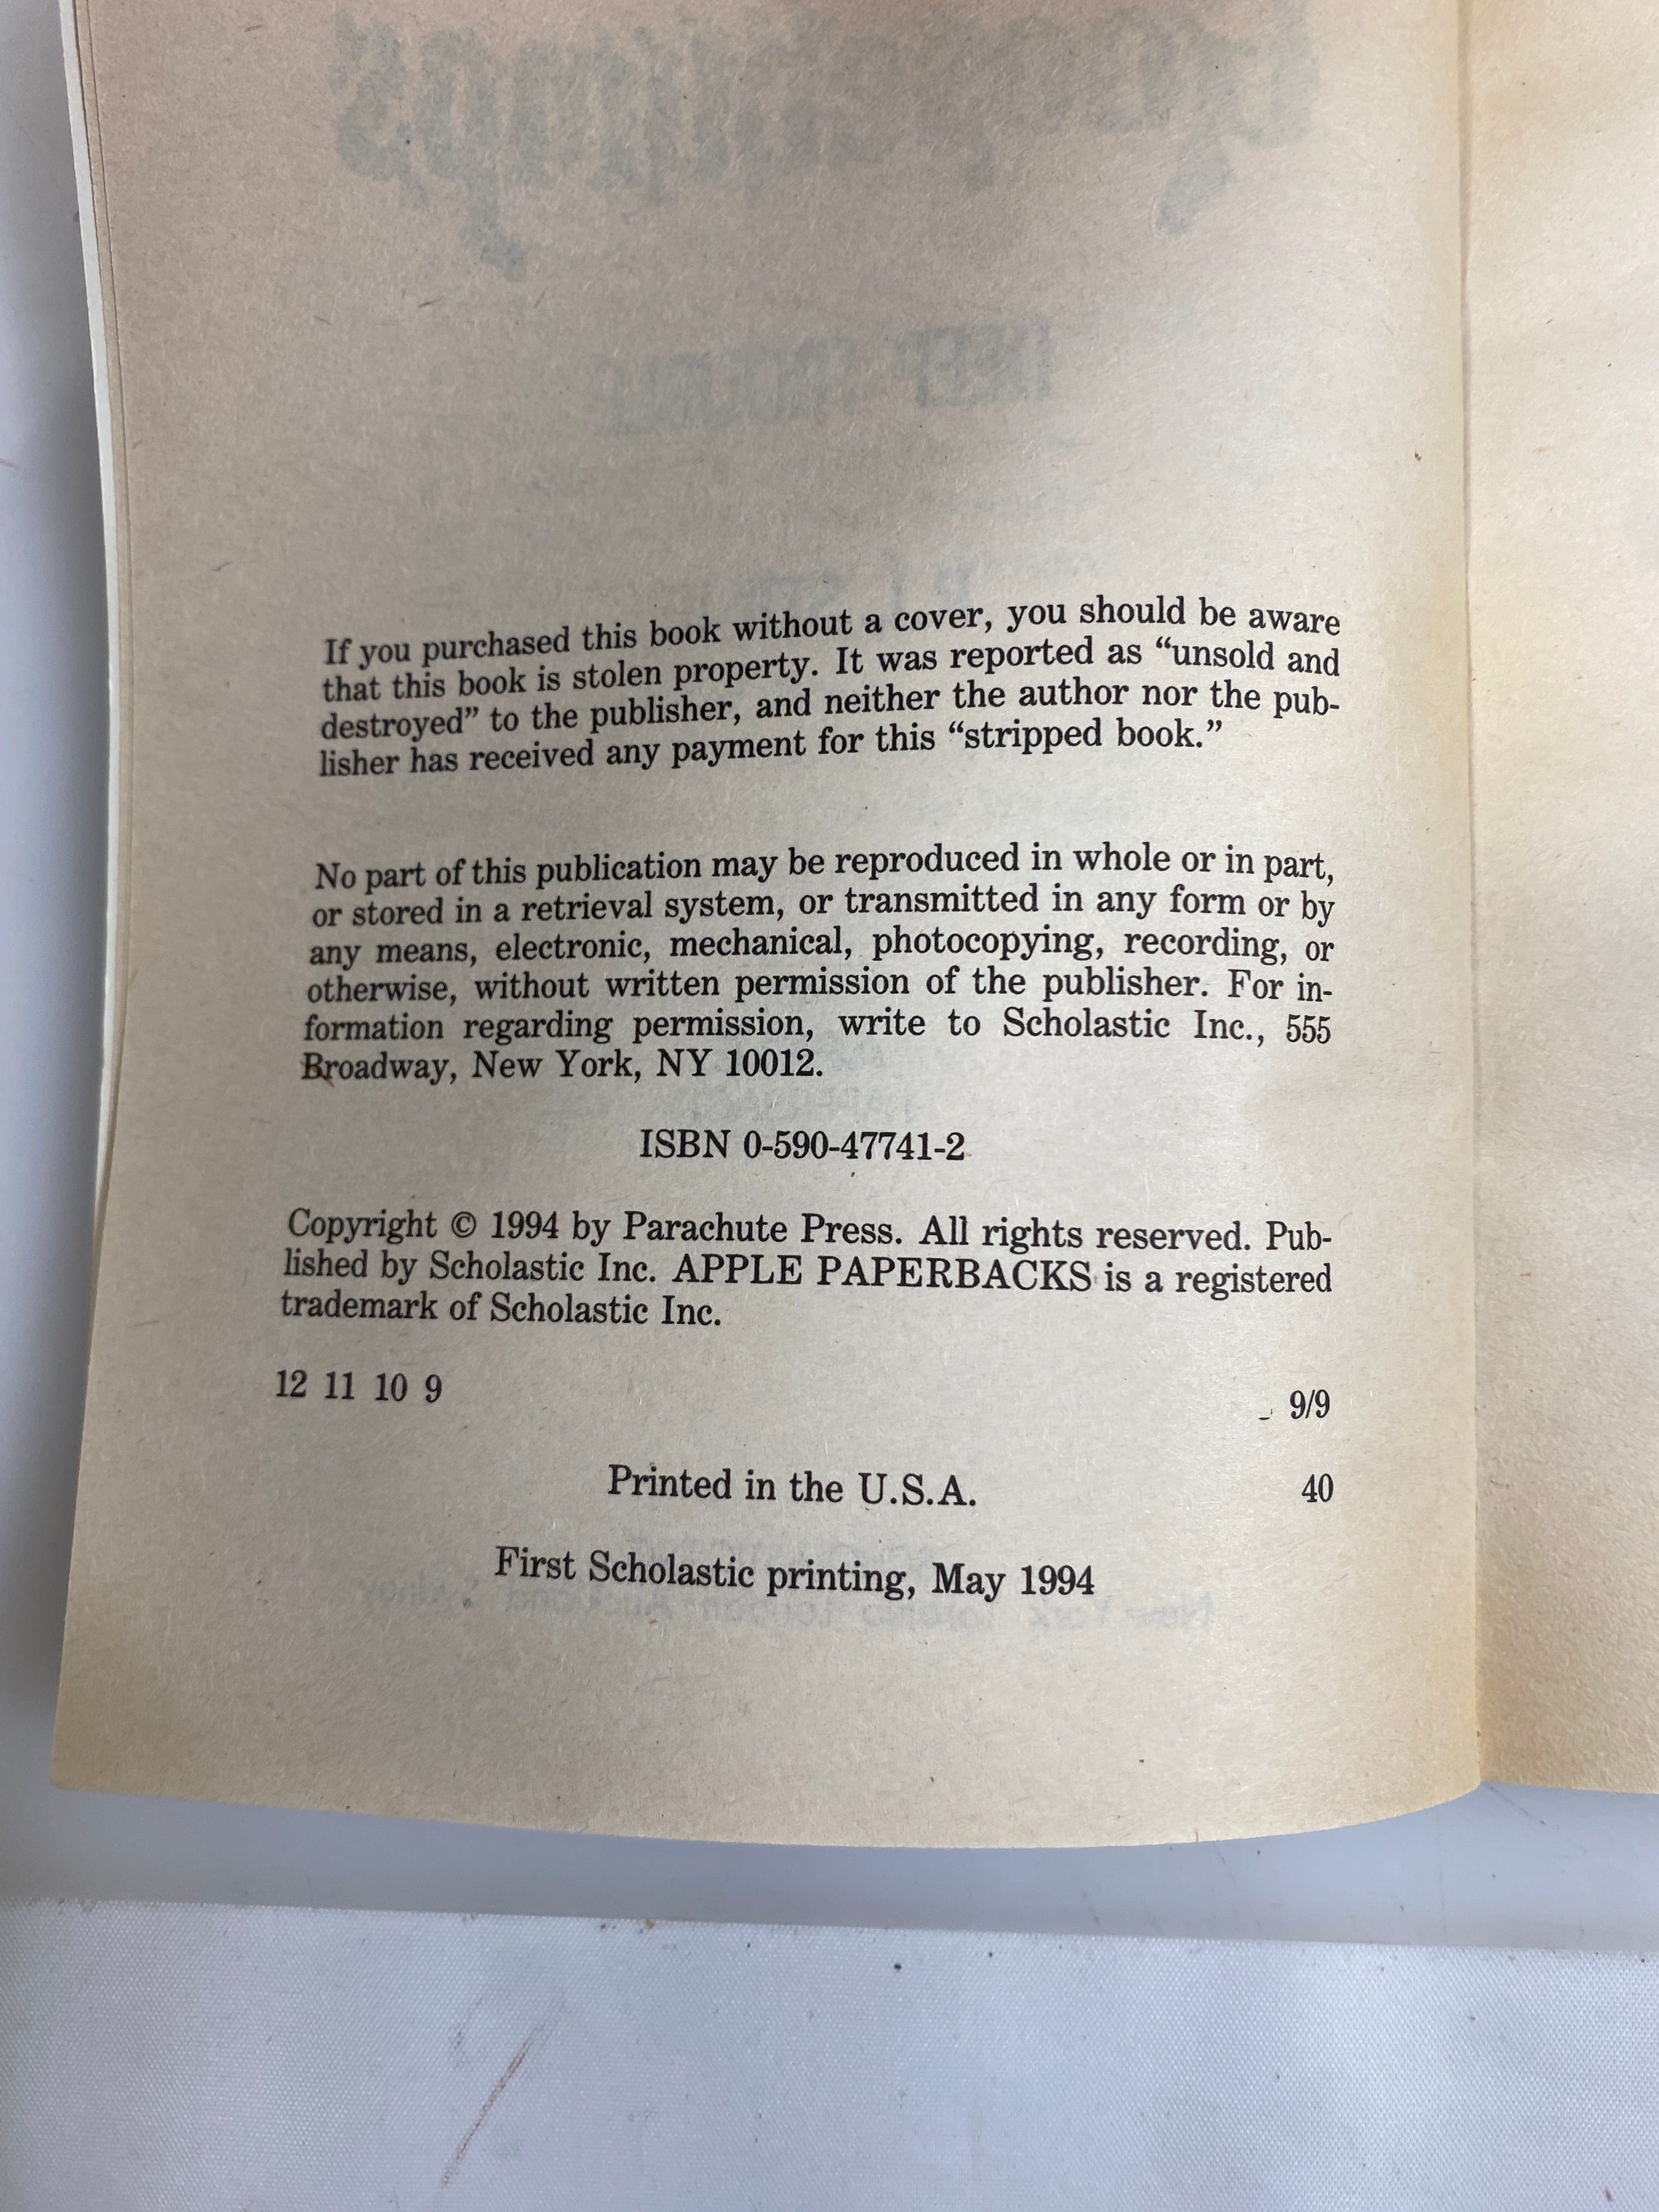 If you purchased this book without a cover, you should be aware
that this book is stolen property. It was reported as “unsold and
destroyed” to the publisher, and neither the author nor the pub-
lisher has received any payment for this “stripped book.”
No part of this publication may be reproduced in whole or in part,
or stored in a retrieval system, or transmitted in any form or by
any means, electronic, mechanical, photocopying, recording, or
otherwise, without written permission of the publisher. For in-
formation regarding permission, write to Scholastic Inc., 555
Broadway, New York, NY 10012.
ISBN 0-590-47741-2
Copyright © 1994 by Parachute Press. All rights reserved. Pub-
lished by Scholastic Inc. APPLE PAPERBACKS is a registered
trademark of Scholastic Inc.
12 11 10 9 9/9
Printed in the U.S.A. 40
First Scholastic printing, May 1994